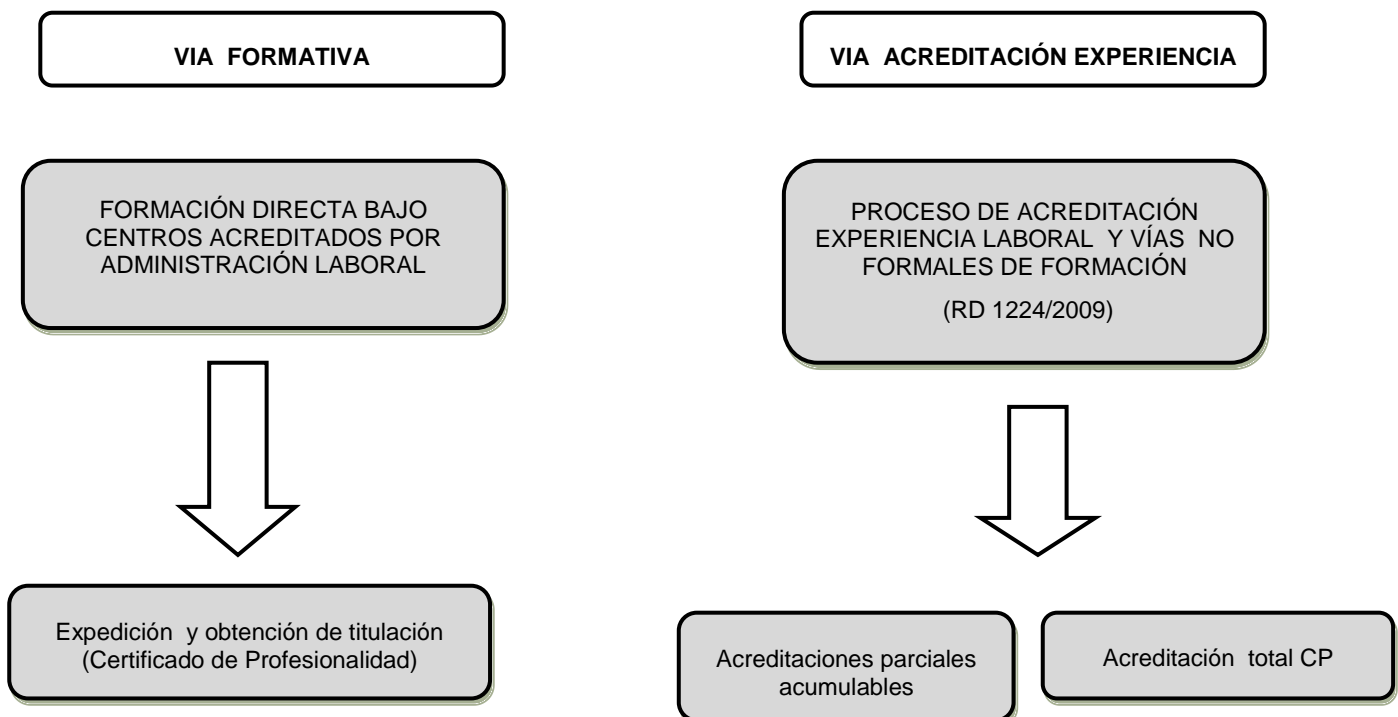 VIA FORMATIVA
FORMACIÓN DIRECTA BAJO
CENTROS ACREDITADOS POR
ADMINISTRACIÓN LABORAL
Expedición y obtención de titulación
(Certificado de Profesionalidad)
VIA ACREDITACIÓN EXPERIENCIA
PROCESO DE ACREDITACIÓN
EXPERIENCIA LABORAL Y VÍAS NO
FORMALES DE FORMACIÓN
(RD 1224/2009)
Acreditaciones parciales
acumulables
Acreditación total CP